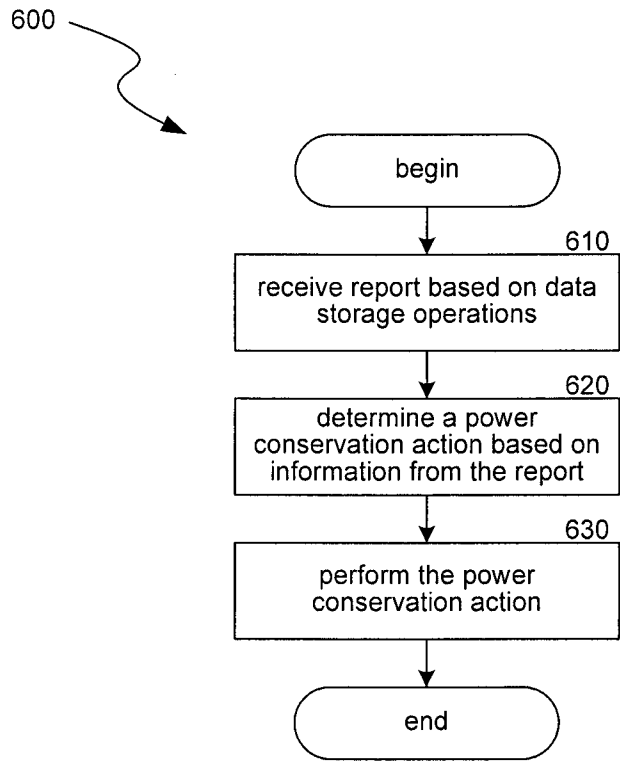 600
begin
610
receive report based on data
storage operations
620
determine a power
conservation action based on
information from the report
630
perform the power
conservation action
end